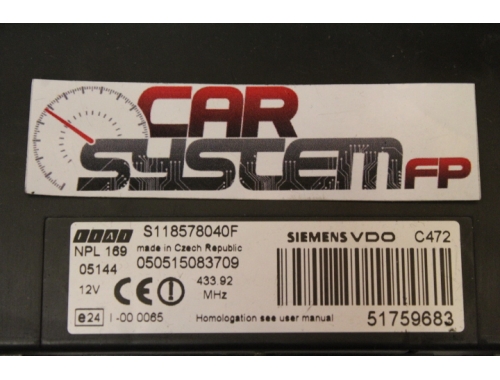 CAR
SYSTEM FP
FIAT S118578040F SIEMENS VDO C472
NPL 169 made in Czech Republic
05144 050515083709
12V CE 433.92
MHz
e24 I-00 0065 Homologation see user manual 51759683